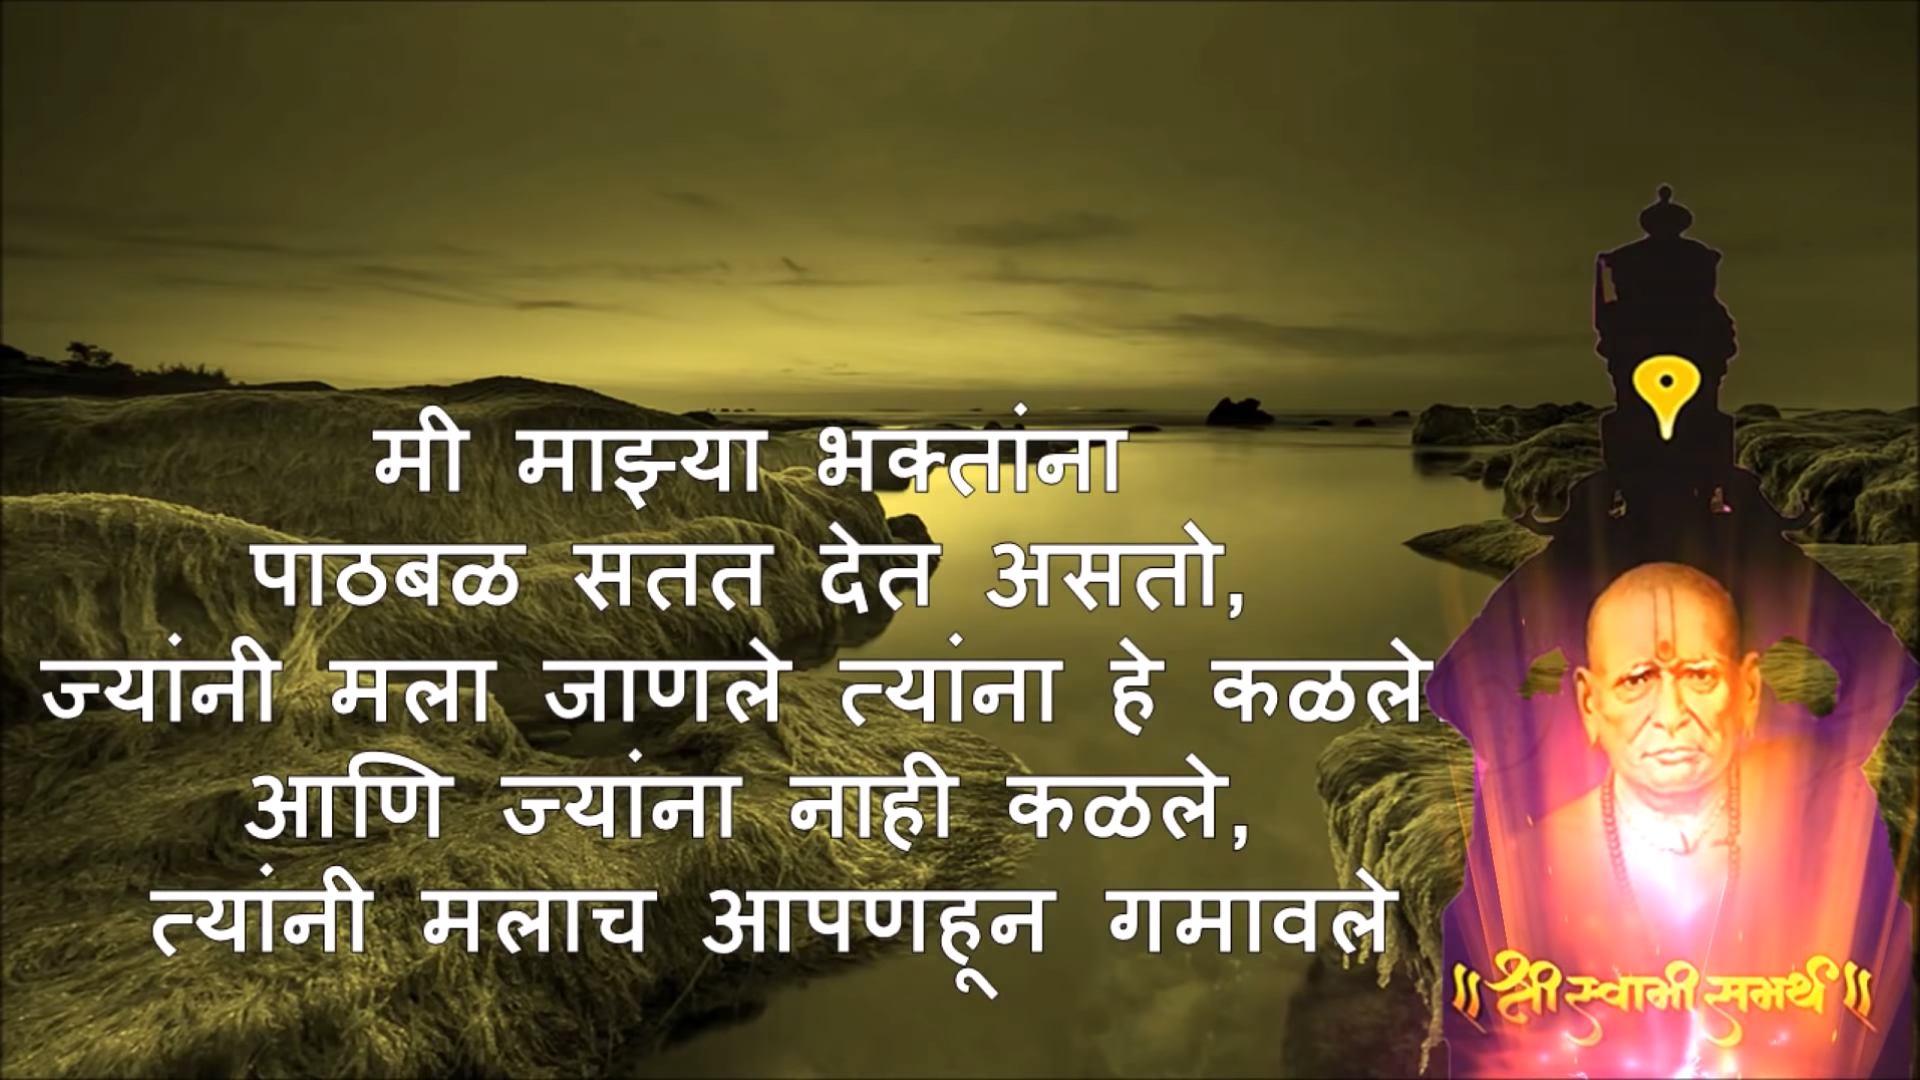 मी माझ्या भक्तांना
पाठबळ सतत देत असतो,
ज्यांनी मला जाणले त्यांना हे कळले.
आणि ज्यांना नाही कळले,
त्यांनी मलाच आपणहून गमावले
॥ श्री स्वामी समर्थ ॥